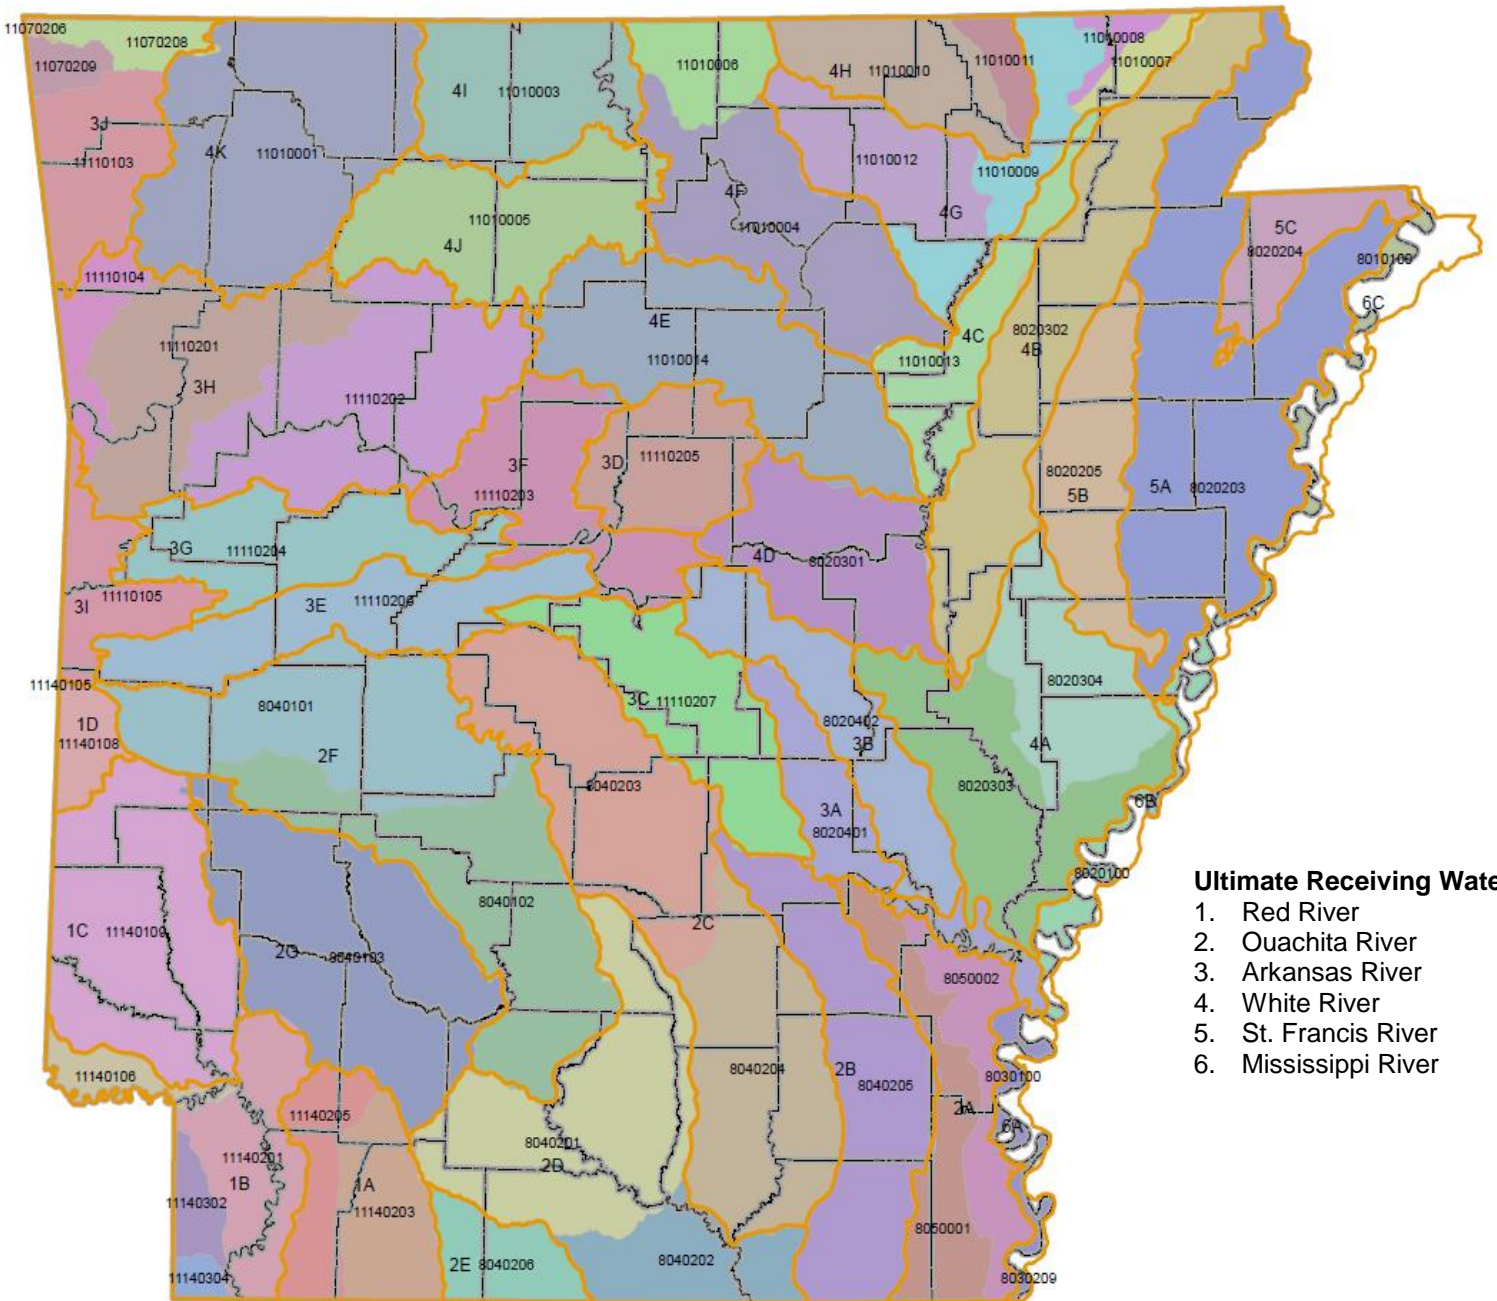 N
11070206
11070208
11070209
3J
11110103
4K
11010001
4I
11010003
11010006
4H
11010010
11010011
11010008
11010007
4J
11010005
4F
11010004
11010012
4G
11010009
5C
8020204
8010100
6C
11110104
11110201
3H
11110202
4E
11010014
4C
11010013
8020302
4B
3F
11110203
3D
11110205
8020205
5B
5A
8020203
3G
11110204
4D
8020301
3I
11110105
3E
11110206
11140105
1D
11140108
8040101
2F
3C
11110207
8020402
3B
8020304
4A
8040203
3A
8020401
8020303
6B
8020100
1C
11140109
2G
8040103
8040102
2C
8050002
11140106
11140205
8040204
2B
8040205
8030100
2A
6A
11140201
1B
11140302
1A
11140203
8040201
2D
11140304
2E
8040206
8040202
8050001
8030209
Ultimate Receiving Wate
1. Red River
2. Ouachita River
3. Arkansas River
4. White River
5. St. Francis River
6. Mississippi River